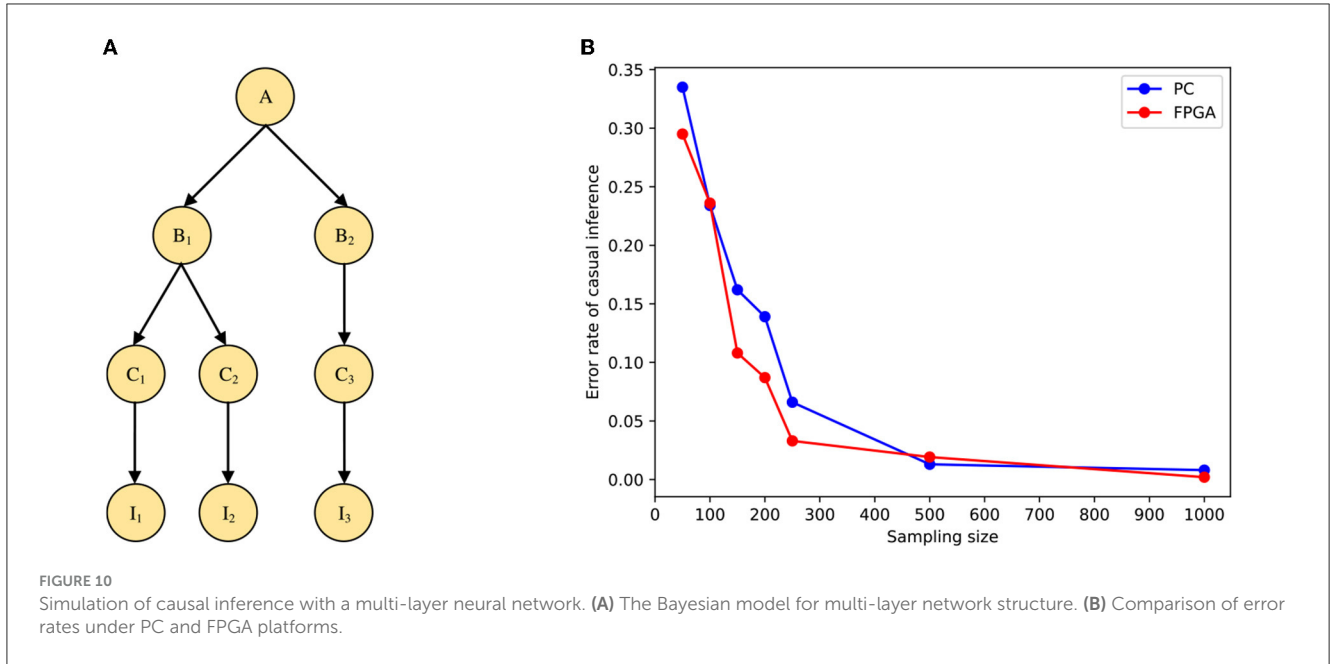 A
A
B₁
B₂
C₁
C₂
C₃
I₁
I₂
I₃
B
Error rate of casual inference
0.35
0.30
0.25
0.20
0.15
0.10
0.05
0.00
PC
FPGA
0 100 200 300 400 500 600 700 800 900 1000
Sampling size
FIGURE 10
Simulation of causal inference with a multi-layer neural network. (A) The Bayesian model for multi-layer network structure. (B) Comparison of error
rates under PC and FPGA platforms.